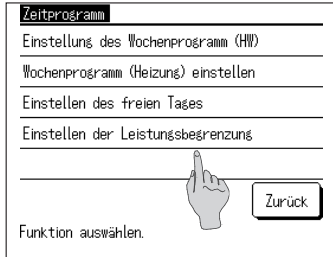 Zeitprogramm
Einstellung des Wochenprogramm (HW)
Wochenprogramm (Heizung) einstellen
Einstellen des freien Tages
Einstellen der Leistungsbegrenzung
Zurück
Funktion auswählen.